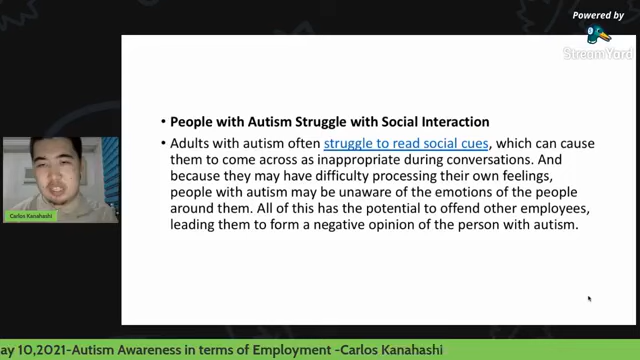 Powered by
StreamYard
• People with Autism Struggle with Social Interaction
• Adults with autism often struggle to read social cues, which can cause
them to come across as inappropriate during conversations. And
because they may have difficulty processing their own feelings,
people with autism may be unaware of the emotions of the people
around them. All of this has the potential to offend other employees,
leading them to form a negative opinion of the person with autism.
Carlos Kanahashi
ay 10,2021-Autism Awareness in terms of Employment -Carlos Kanahashi